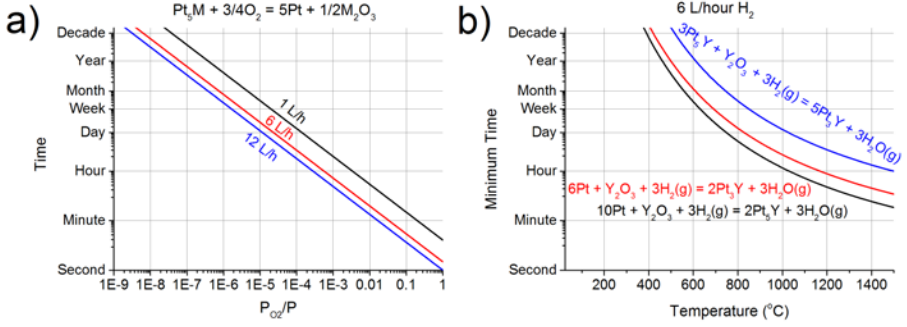 a)
Pt₅M + 3/4O₂ = 5Pt + 1/2M₂O₃
Decade
Year
Month
Week
Day
Hour
Minute
Second
Time
1 L/h
6 L/h
12 L/h
1E-9 1E-8 1E-7 1E-6 1E-5 1E-4 1E-3 0.01 0.1 1
P_O2/P
b)
6 L/hour H₂
Decade
Year
Month
Week
Day
Hour
Minute
Second
Minimum Time
3Pt₅Y + Y₂O₃ + 3H₂(g) = 5Pt₃Y + 3H₂O(g)
6Pt + Y₂O₃ + 3H₂(g) = 2Pt₃Y + 3H₂O(g)
10Pt + Y₂O₃ + 3H₂(g) = 2Pt₅Y + 3H₂O(g)
200 400 600 800 1000 1200 1400
Temperature (°C)